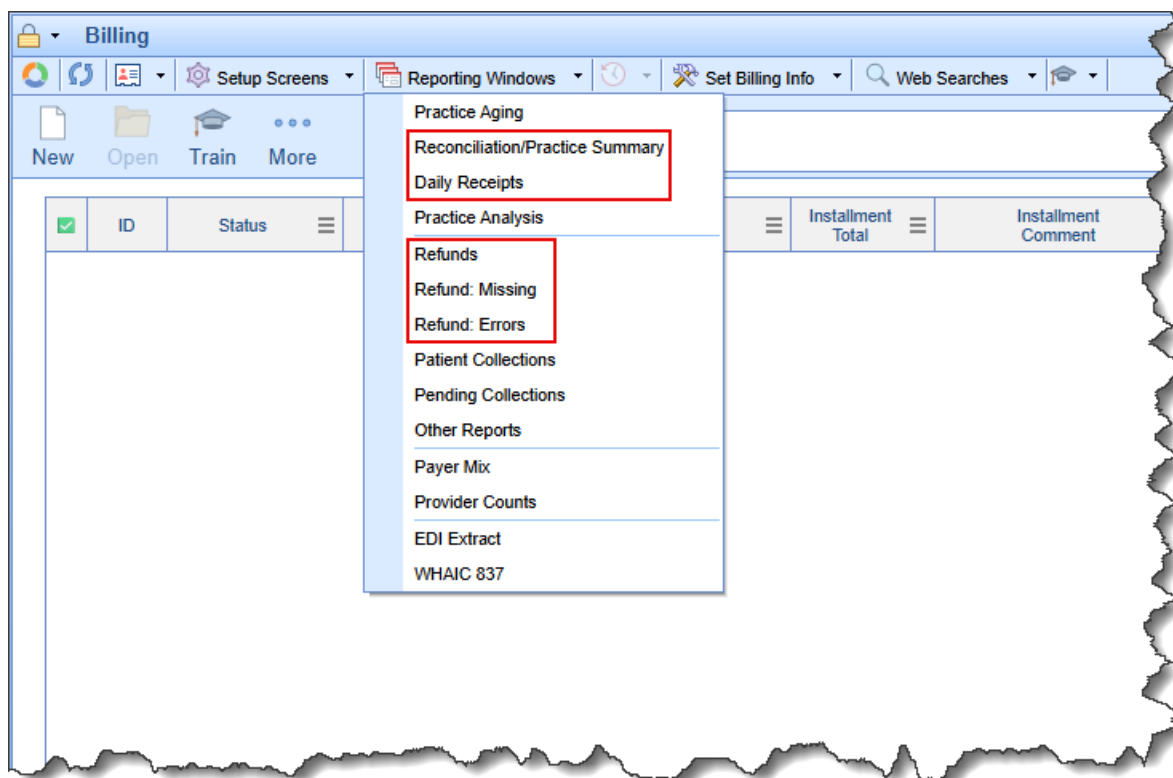 Billing
Setup Screens Reporting Windows Set Billing Info Web Searches
New Open Train More
Practice Aging
Reconciliation/Practice Summary
Daily Receipts
Practice Analysis
Refunds
Refund: Missing
Refund: Errors
Patient Collections
Pending Collections
Other Reports
Payer Mix
Provider Counts
EDI Extract
WHAIC 837
ID Status Installment Total Installment Comment